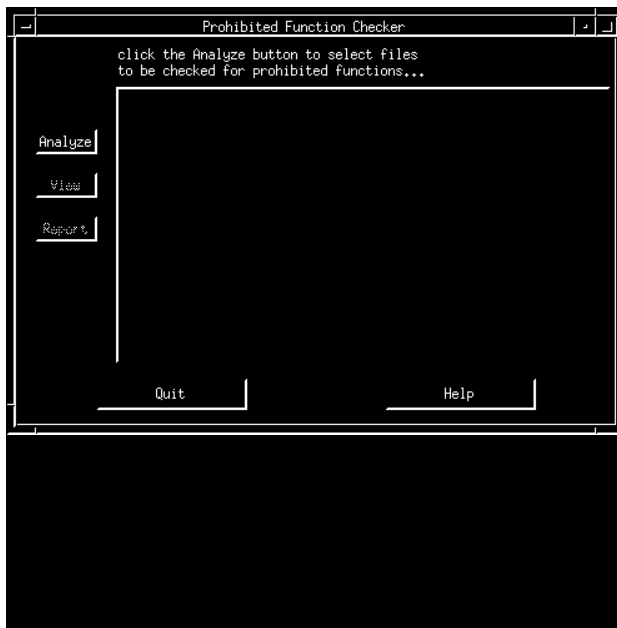 Prohibited Function Checker
click the Analyze button to select files
to be checked for prohibited functions...
Analyze
View
Report
Quit
Help